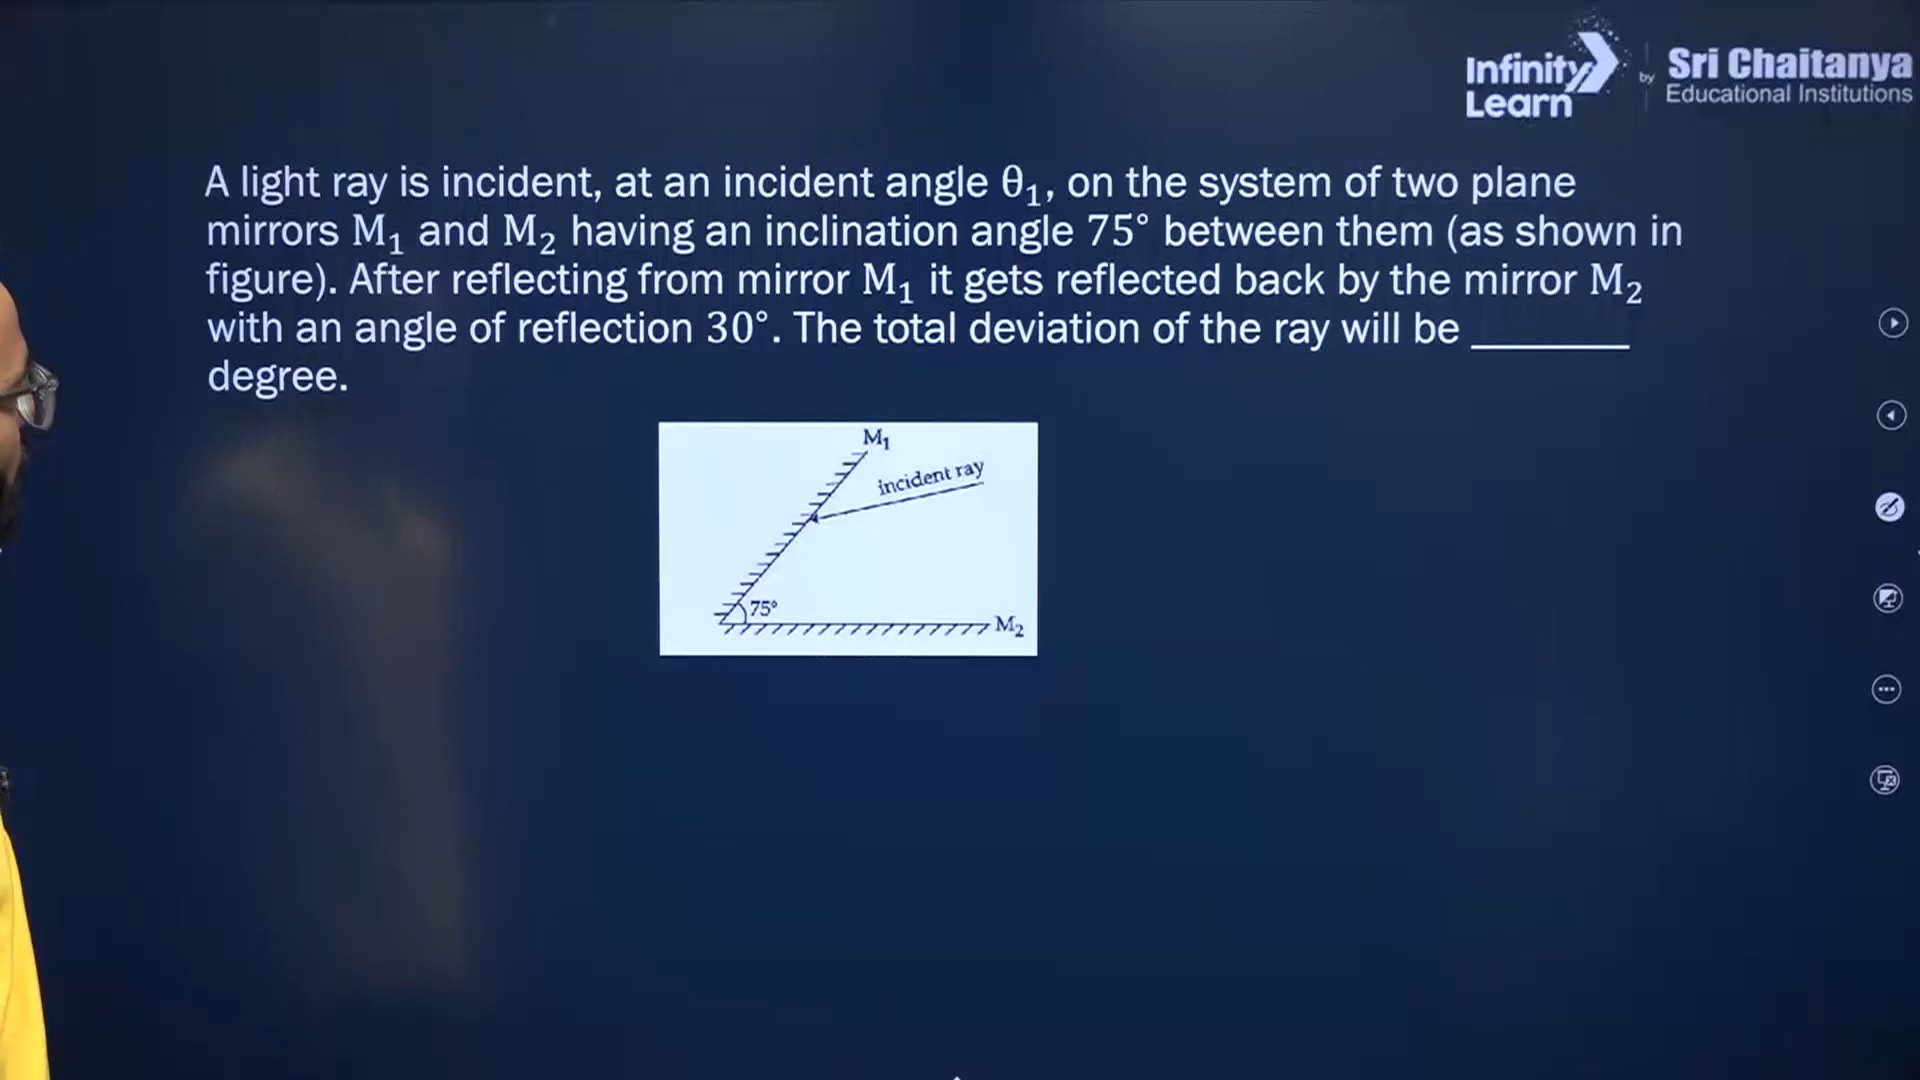 Infinity Learn by Sri Chaitanya Educational Institutions
A light ray is incident, at an incident angle θ₁, on the system of two plane
mirrors M₁ and M₂ having an inclination angle 75° between them (as shown in
figure). After reflecting from mirror M₁ it gets reflected back by the mirror M₂
with an angle of reflection 30°. The total deviation of the ray will be ________
degree.
M₁
incident ray
75°
M₂